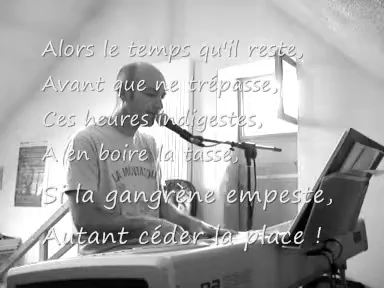 Alors le temps qu'il reste,
Avant que ne trépasse,
Ces heures indigestes,
A en boire la tasse,
Si la gangrène empeste,
Autant céder la place !